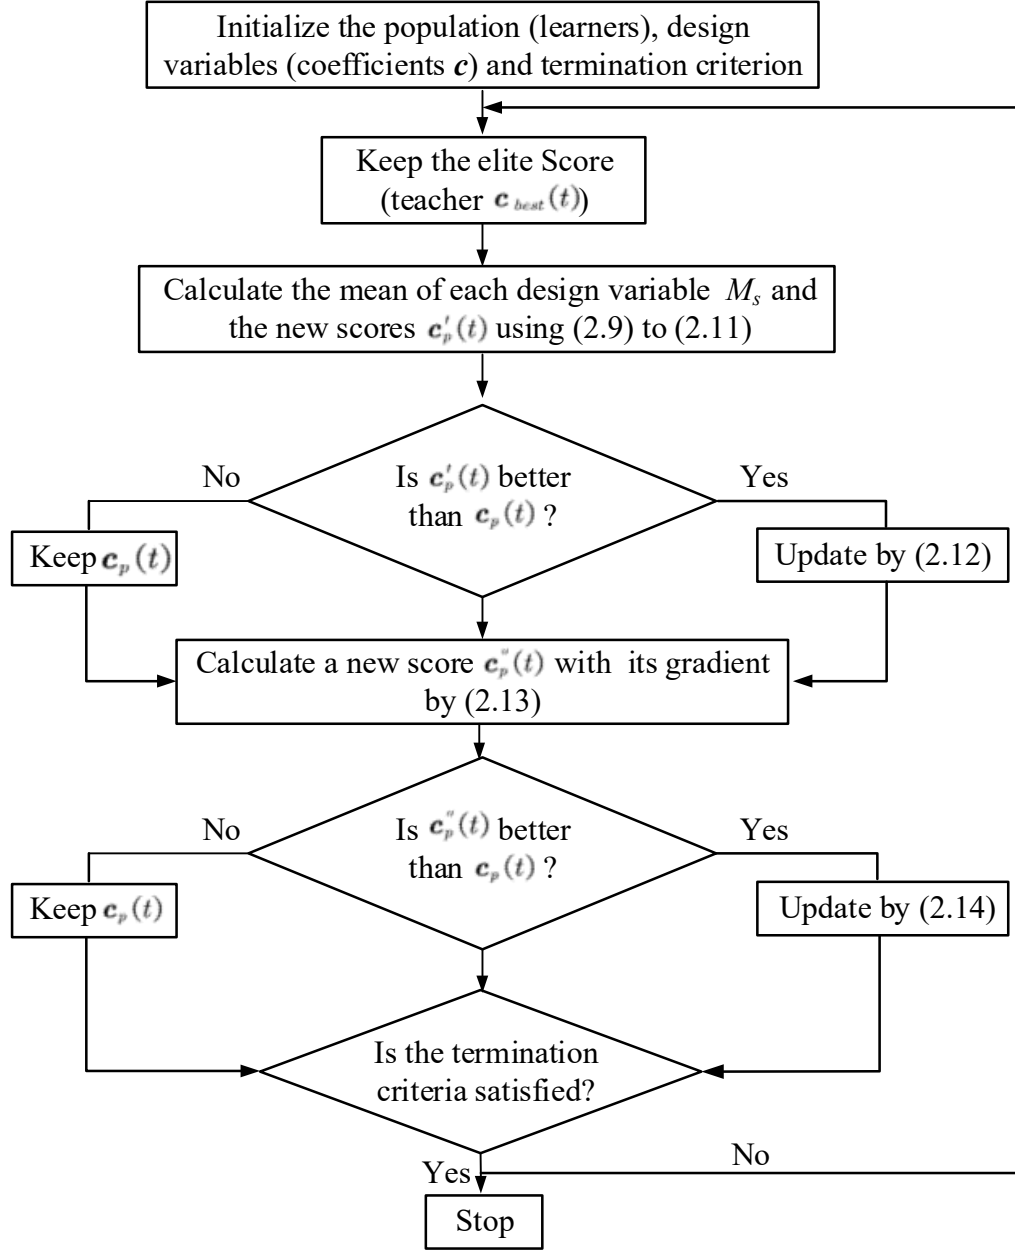 Initialize the population (learners), design
variables (coefficients c) and termination criterion
Keep the elite Score
(teacher c_best(t))
Calculate the mean of each design variable M_s and
the new scores c'_p(t) using (2.9) to (2.11)
No
Is c'_p(t) better
than c_p(t) ?
Yes
Keep c_p(t)
Update by (2.12)
Calculate a new score c''_p(t) with its gradient
by (2.13)
No
Is c''_p(t) better
than c_p(t) ?
Yes
Keep c_p(t)
Update by (2.14)
Is the termination
criteria satisfied?
Yes
No
Stop